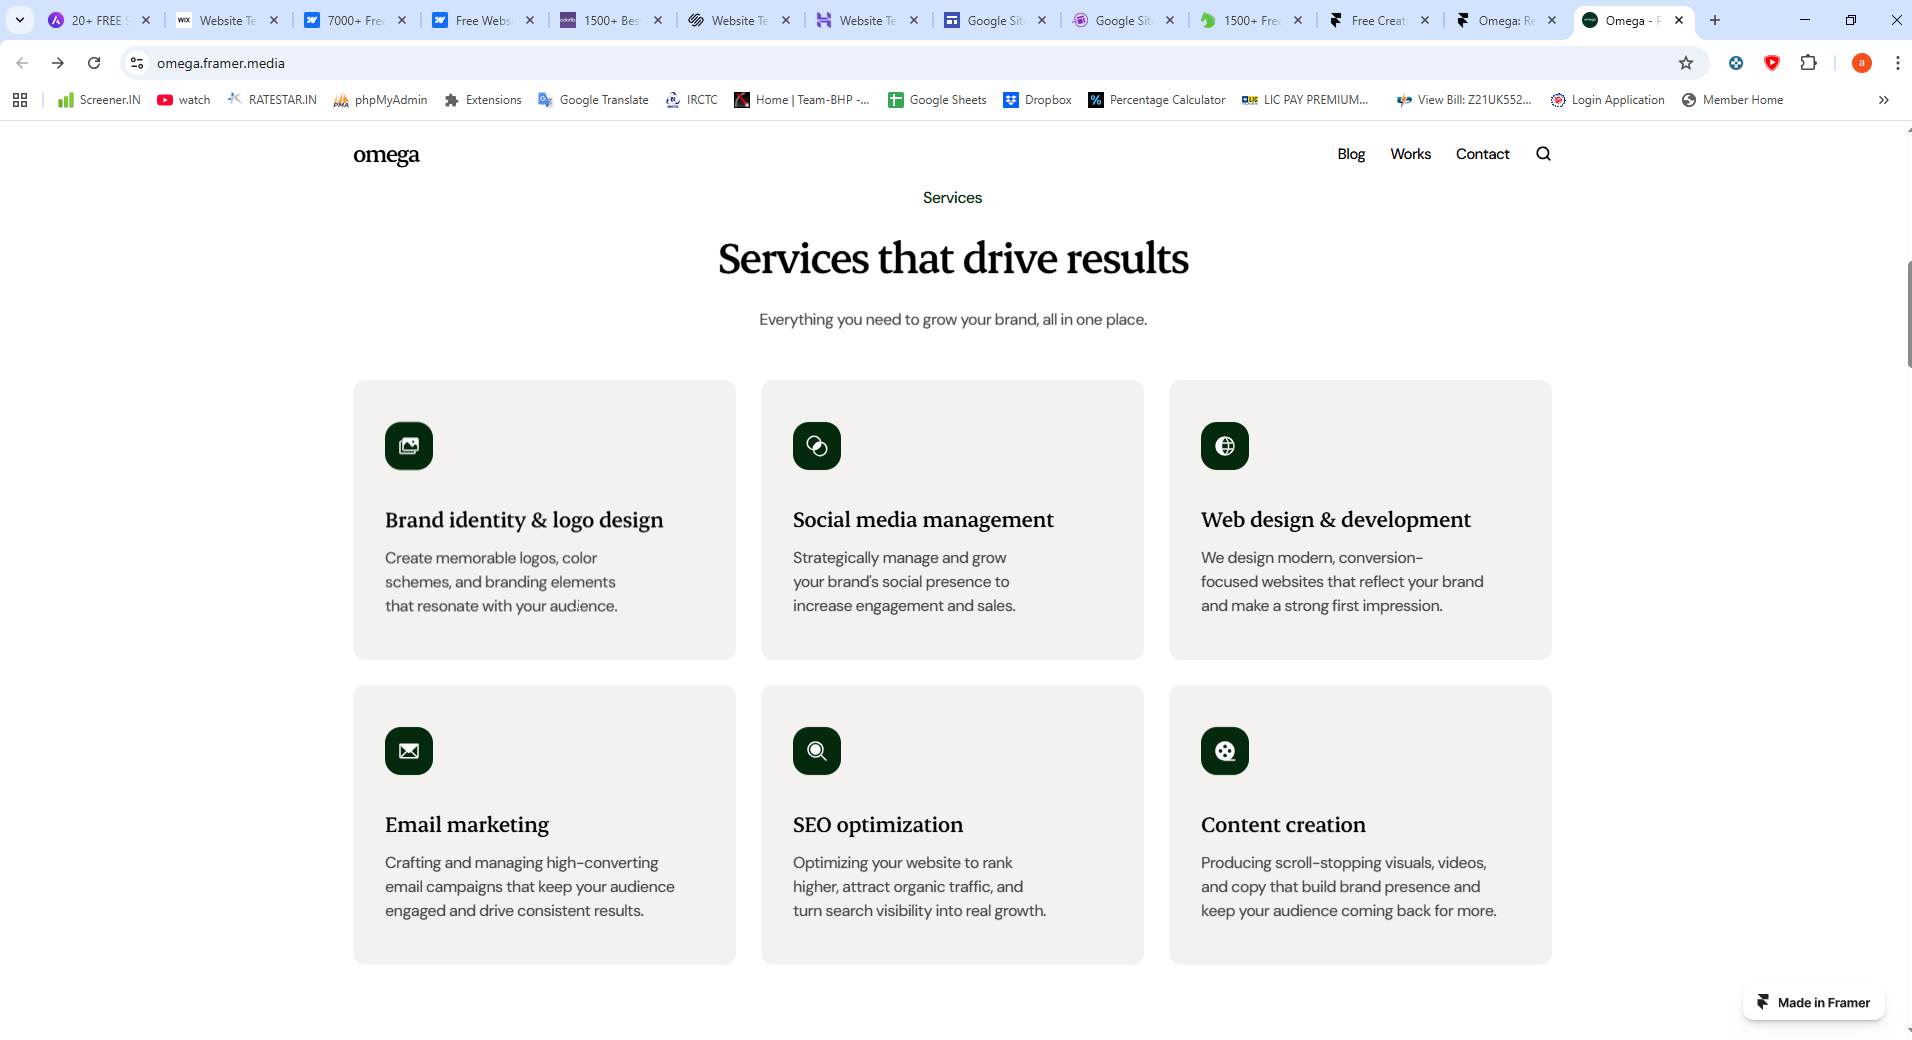 20+ FREE S
Website Te
7000+ Free
Free Webs
colorlib
1500+ Bes
Website Te
Website Te
Google Sit
Google Sit
1500+ Free
Free Creati
Omega: Re
Omega - F
omega.framer.media
a
Screener.IN
watch
RATESTAR.IN
phpMyAdmin
Extensions
Google Translate
IRCTC
Home | Team-BHP -...
Google Sheets
Dropbox
Percentage Calculator
LIC PAY PREMIUM...
View Bill: Z21UK552...
Login Application
Member Home
omega
Blog
Works
Contact
Services
Services that drive results
Everything you need to grow your brand, all in one place.
Brand identity & logo design
Create memorable logos, color
schemes, and branding elements
that resonate with your audience.
Social media management
Strategically manage and grow
your brand's social presence to
increase engagement and sales.
Web design & development
We design modern, conversion-
focused websites that reflect your brand
and make a strong first impression.
Email marketing
Crafting and managing high-converting
email campaigns that keep your audience
engaged and drive consistent results.
SEO optimization
Optimizing your website to rank
higher, attract organic traffic, and
turn search visibility into real growth.
Content creation
Producing scroll-stopping visuals, videos,
and copy that build brand presence and
keep your audience coming back for more.
Made in Framer